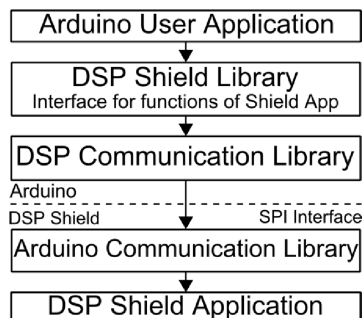 Arduino User Application
DSP Shield Library
Interface for functions of Shield App
DSP Communication Library
Arduino
DSP Shield SPI Interface
Arduino Communication Library
DSP Shield Application